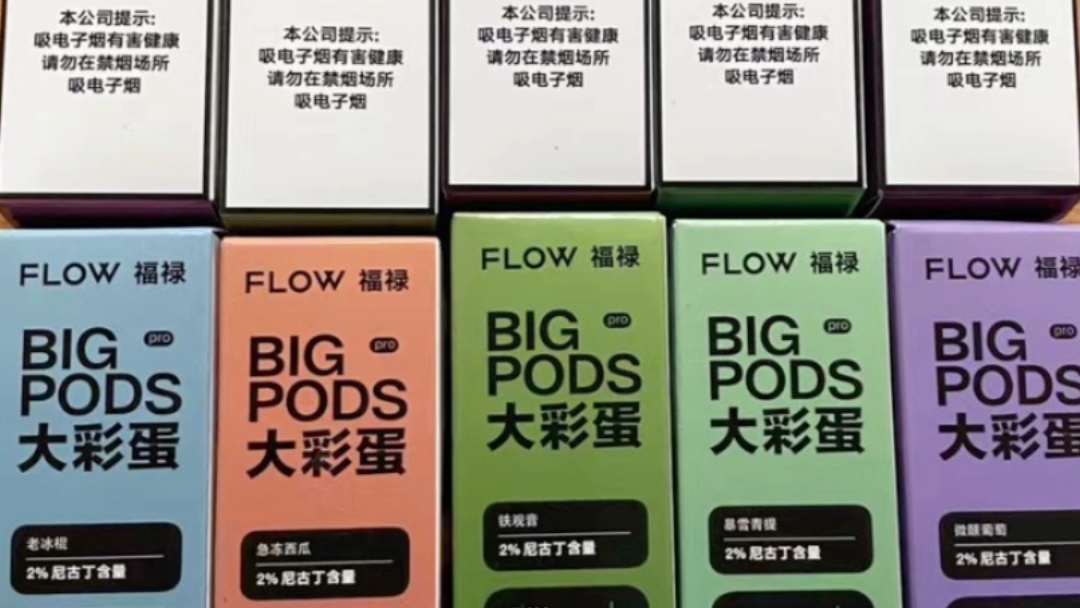 本公司提示:
吸电子烟有害健康
请勿在禁烟场所
吸电子烟
本公司提示:
吸电子烟有害健康
请勿在禁烟场所
吸电子烟
本公司提示:
吸电子烟有害健康
请勿在禁烟场所
吸电子烟
本公司提示:
吸电子烟有害健康
请勿在禁烟场所
吸电子烟
本公司提示:
吸电子烟有害健康
请勿在禁烟场所
吸电子烟
FLOW 福禄
BIG pro
PODS
大彩蛋
老冰棍
2% 尼古丁含量
FLOW 福禄
BIG pro
PODS
大彩蛋
急冻西瓜
2% 尼古丁含量
FLOW 福禄
BIG pro
PODS
大彩蛋
铁观音
2% 尼古丁含量
FLOW 福禄
BIG pro
PODS
大彩蛋
暴雪青提
2% 尼古丁含量
FLOW 福禄
BIG pro
PODS
大彩蛋
微醺葡萄
2% 尼古丁含量